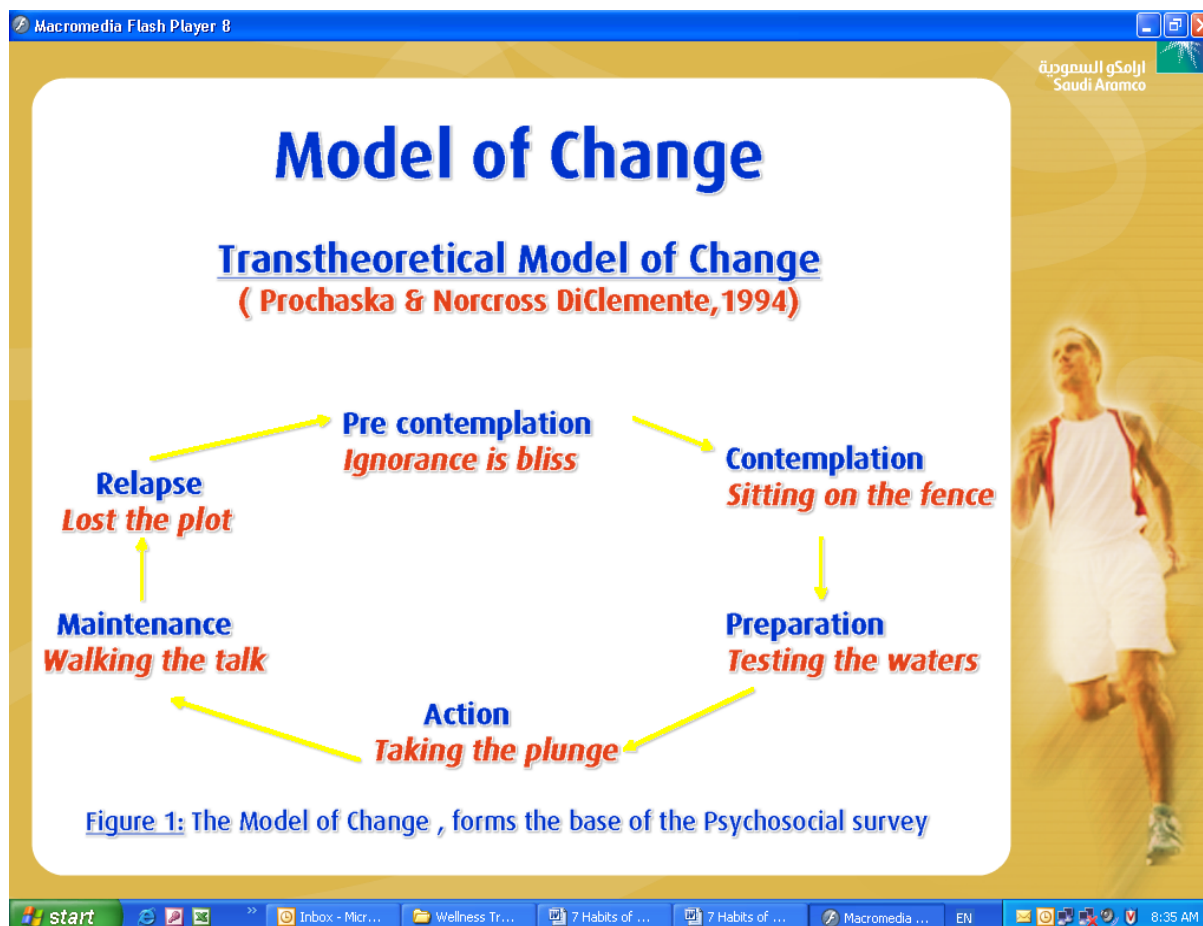 Macromedia Flash Player 8
ارامكو السعودية
Saudi Aramco
Model of Change
Transtheoretical Model of Change
( Prochaska & Norcross DiClemente,1994)
Pre contemplation
Ignorance is bliss
Contemplation
Sitting on the fence
Relapse
Lost the plot
Maintenance
Walking the talk
Preparation
Testing the waters
Action
Taking the plunge
Figure 1: The Model of Change , forms the base of the Psychosocial survey
start
Inbox - Micr...
Wellness Tr...
7 Habits of ...
7 Habits of ...
Macromedia ...
EN
8:35 AM